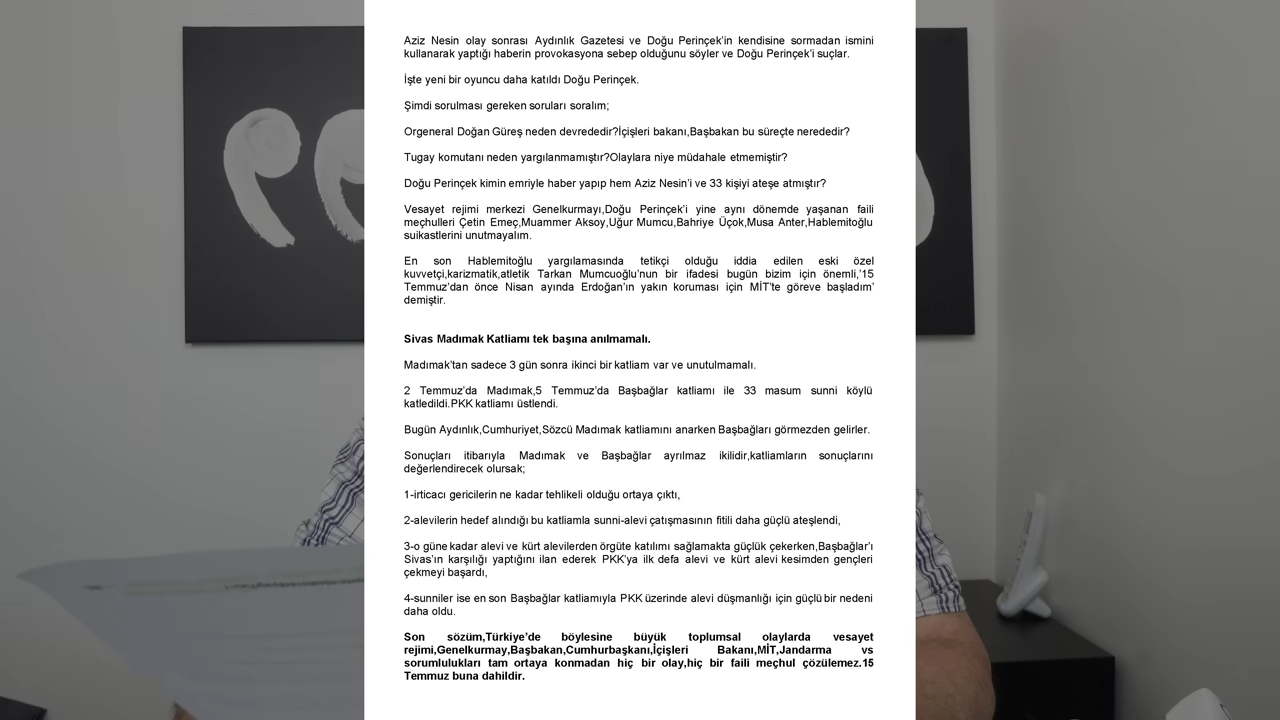 Aziz Nesin olay sonrası Aydınlık Gazetesi ve Doğu Perinçek'in kendisine sormadan ismini
kullanarak yaptığı haberin provokasyona sebep olduğunu söyler ve Doğu Perinçek'i suçlar.
İşte yeni bir oyuncu daha katıldı Doğu Perinçek.
Şimdi sorulması gereken soruları soralım;
Orgeneral Doğan Güreş neden devrededir?İçişleri bakanı,Başbakan bu süreçte nerededir?
Tugay komutanı neden yargılanmamıştır?Olaylara niye müdahale etmemiştir?
Doğu Perinçek kimin emriyle haber yapıp hem Aziz Nesin'i ve 33 kişiyi ateşe atmıştır?
Vesayet rejimi merkezi Genelkurmayı,Doğu Perinçek'i yine aynı dönemde yaşanan faili
meçhulleri Çetin Emeç,Muammer Aksoy,Uğur Mumcu,Bahriye Üçok,Musa Anter,Hablemitoğlu
suikastlerini unutmayalım.
En son Hablemitoğlu yargılamasında tetikçi olduğu iddia edilen eski özel
kuvvetçi,karizmatik,atletik Tarkan Mumcuoğlu'nun bir ifadesi bugün bizim için önemli,'15
Temmuz'dan önce Nisan ayında Erdoğan'ın yakın koruması için MİT'te göreve başladım'
demiştir.
Sivas Madımak Katliamı tek başına anılmamalı.
Madımak'tan sadece 3 gün sonra ikinci bir katliam var ve unutulmamalı.
2 Temmuz'da Madımak,5 Temmuz'da Başbağlar katliamı ile 33 masum sunni köylü
katledildi.PKK katliamı üstlendi.
Bugün Aydınlık,Cumhuriyet,Sözcü Madımak katliamını anarken Başbağları görmezden gelirler.
Sonuçları itibarıyla Madımak ve Başbağlar ayrılmaz ikilidir,katliamların sonuçlarını
değerlendirecek olursak;
1-irticacı gericilerin ne kadar tehlikeli olduğu ortaya çıktı,
2-alevilerin hedef alındığı bu katliamla sunni-alevi çatışmasının fitili daha güçlü ateşlendi,
3-o güne kadar alevi ve kürt alevilerden örgüte katılımı sağlamakta güçlük çekerken,Başbağlar'ı
Sivas'ın karşılığı yaptığını ilan ederek PKK'ya ilk defa alevi ve kürt alevi kesimden gençleri
çekmeyi başardı,
4-sunniler ise en son Başbağlar katliamıyla PKK üzerinde alevi düşmanlığı için güçlü bir nedeni
daha oldu.
Son sözüm,Türkiye'de böylesine büyük toplumsal olaylarda vesayet
rejimi,Genelkurmay,Başbakan,Cumhurbaşkanı,İçişleri Bakanı,MİT,Jandarma vs
sorumlulukları tam ortaya konmadan hiç bir olay,hiç bir faili meçhul çözülemez.15
Temmuz buna dahildir.